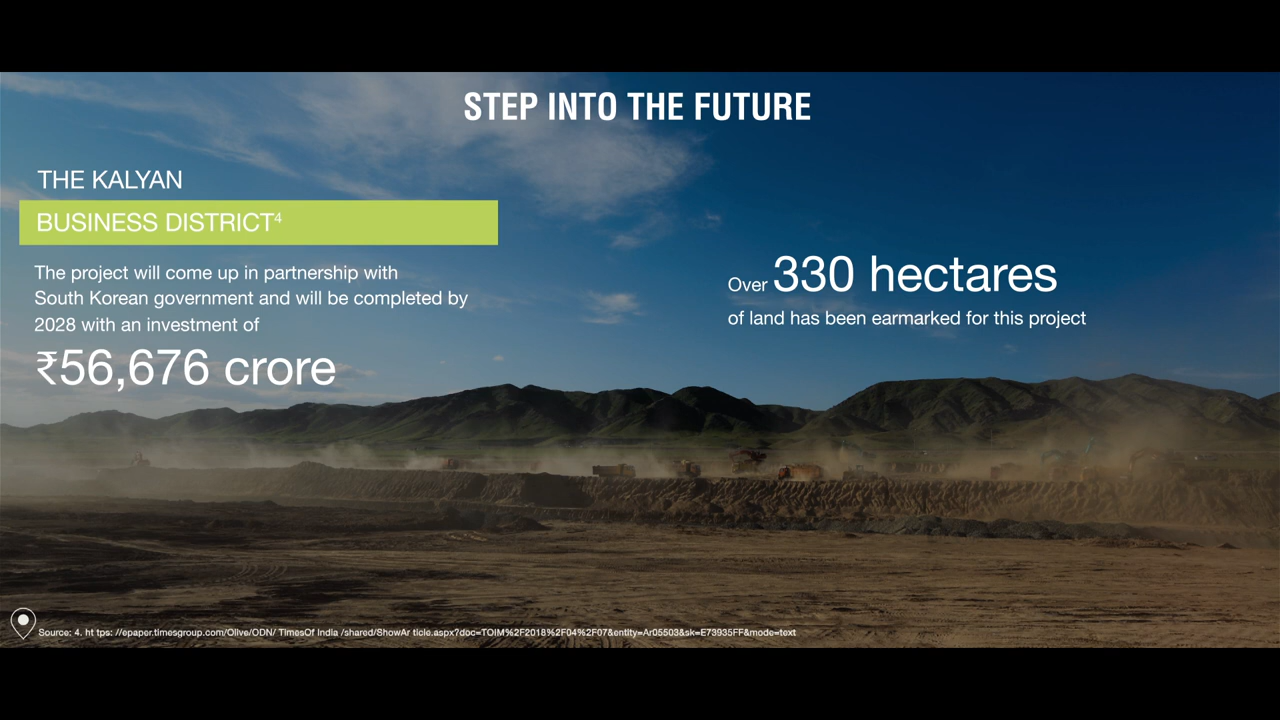 STEP INTO THE FUTURE
THE KALYAN
BUSINESS DISTRICT⁴
The project will come up in partnership with
South Korean government and will be completed by
2028 with an investment of
₹56,676 crore
Over 330 hectares
of land has been earmarked for this project
Source: 4. ht tps: //epaper.timesgroup.com/Olive/ODN/ TimesOf India /shared/ShowAr ticle.aspx?doc=TOIM%2F2018%2F04%2F07&entity=Ar05503&sk=E73935FF&mode=text